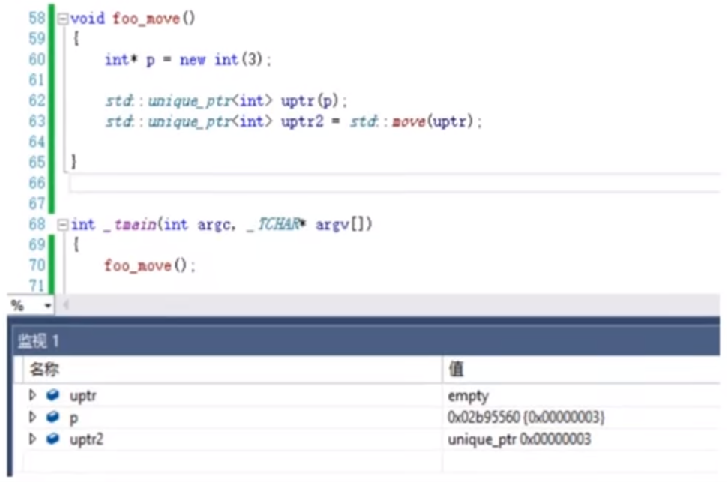 58 void foo_move()
59 {
60 int* p = new int(3);
61
62 std::unique_ptr<int> uptr(p);
63 std::unique_ptr<int> uptr2 = std::move(uptr);
64
65 }
66
67
68 int _tmain(int argc, _TCHAR* argv[])
69 {
70 foo_move();
71
%
监视 1
名称 值
uptr empty
p 0x02b95560 {0x00000003}
uptr2 unique_ptr 0x00000003